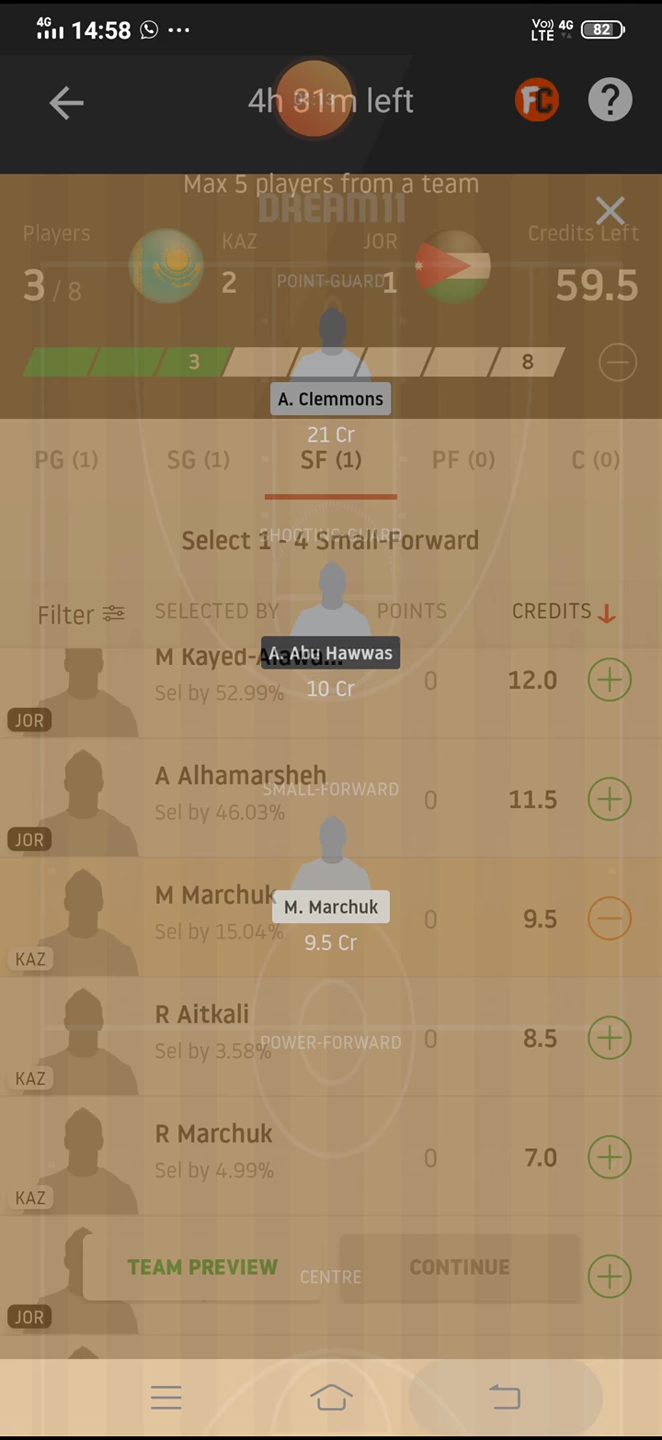 4G 14:58 ... Vo)) LTE 4G 82
4h 31m left FC ?
Max 5 players from a team
DREAM11
Players KAZ JOR Credits Left
3 / 8 2 POINT-GUARD 1 59.5
3 8
A. Clemmons
21 Cr
PG (1) SG (1) SF (1) PF (0) C (0)
SHOOTING-GUARD
Select 1 - 4 Small-Forward
Filter SELECTED BY POINTS CREDITS
M Kayed-
A. Abu Hawwas
Sel by 52.99% 0 12.0
10 Cr
JOR
A Alhamarsheh
SMALL-FORWARD
Sel by 46.03% 0 11.5
JOR
M Marchuk
M. Marchuk
Sel by 15.04% 0 9.5
9.5 Cr
KAZ
R Aitkali
Sel by 3.58% 0 8.5
POWER-FORWARD
KAZ
R Marchuk
Sel by 4.99% 0 7.0
KAZ
TEAM PREVIEW CENTRE CONTINUE
JOR